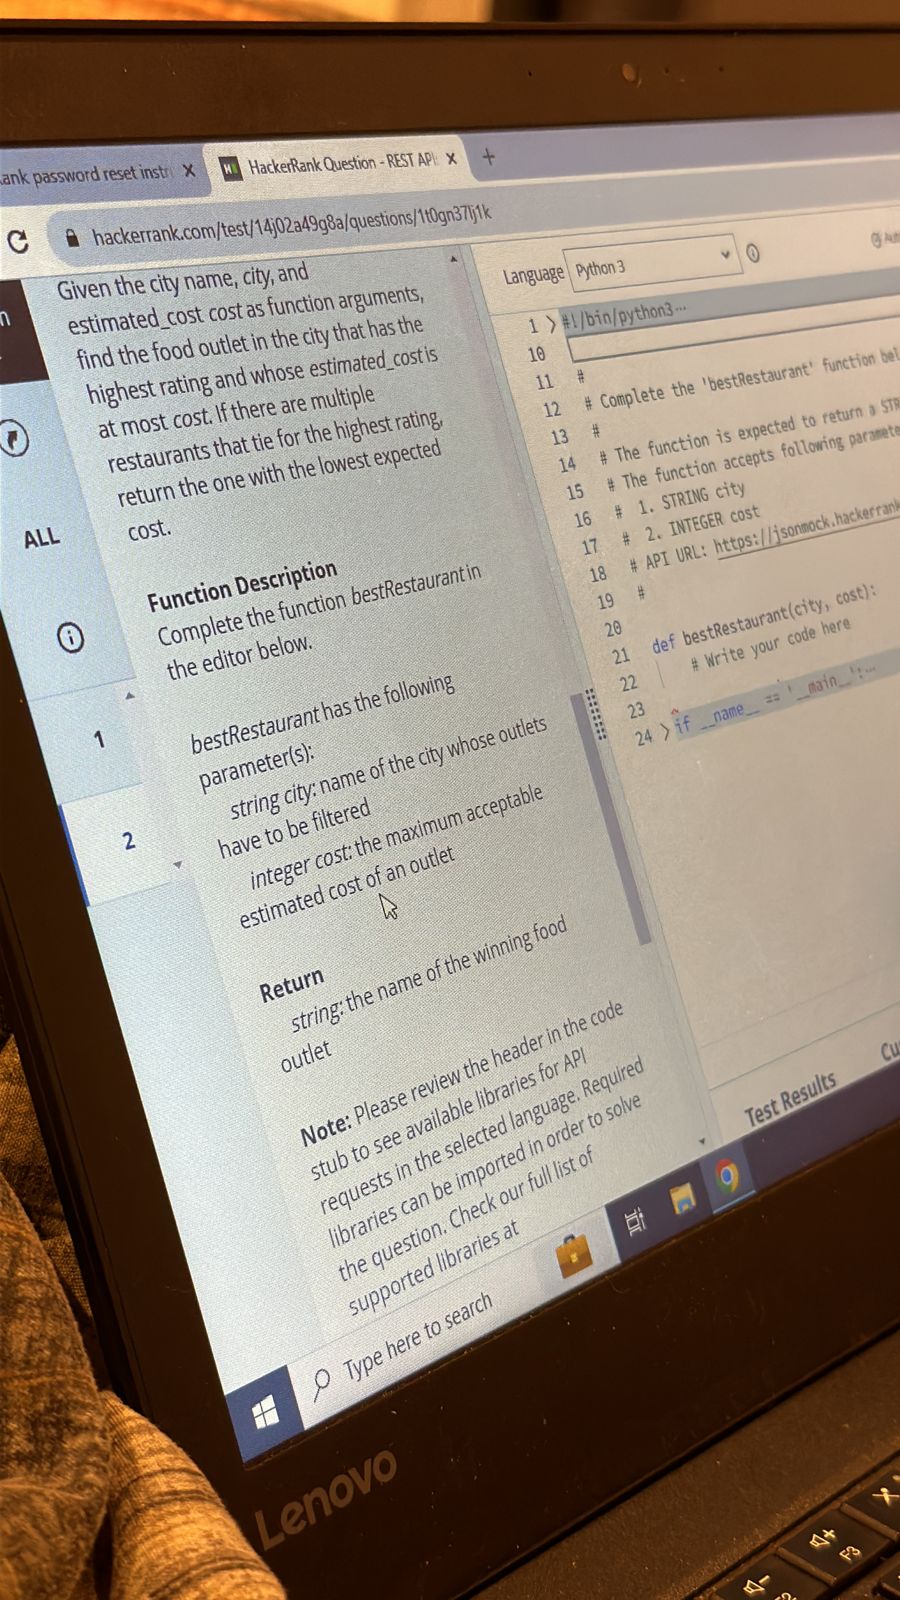 ank password reset instr
HackerRank Question - REST API:
hackerrank.com/test/14j02a49g8a/questions/1t0gn37lj1k
n
ALL
1
2
Given the city name, city, and
estimated_cost cost as function arguments,
find the food outlet in the city that has the
highest rating and whose estimated_cost is
at most cost. If there are multiple
restaurants that tie for the highest rating,
return the one with the lowest expected
cost.
Function Description
Complete the function bestRestaurant in
the editor below.
bestRestaurant has the following
parameter(s):
string city: name of the city whose outlets
have to be filtered
integer cost: the maximum acceptable
estimated cost of an outlet
Return
string: the name of the winning food
outlet
Note: Please review the header in the code
stub to see available libraries for API
requests in the selected language. Required
libraries can be imported in order to solve
the question. Check our full list of
supported libraries at
Language Python 3
Aut
1 > #!/bin/python3...
10
11 #
12 # Complete the 'bestRestaurant' function bel
13 #
14 # The function is expected to return a STR
15 # The function accepts following paramete
16 # 1. STRING city
17 # 2. INTEGER cost
18 # API URL: https://jsonmock.hackerrank
19 #
20
21 def bestRestaurant(city, cost):
22 # Write your code here
23
24 > if __name__ == '__main__':...
Test Results
Cu
Type here to search
Lenovo
F3
F2